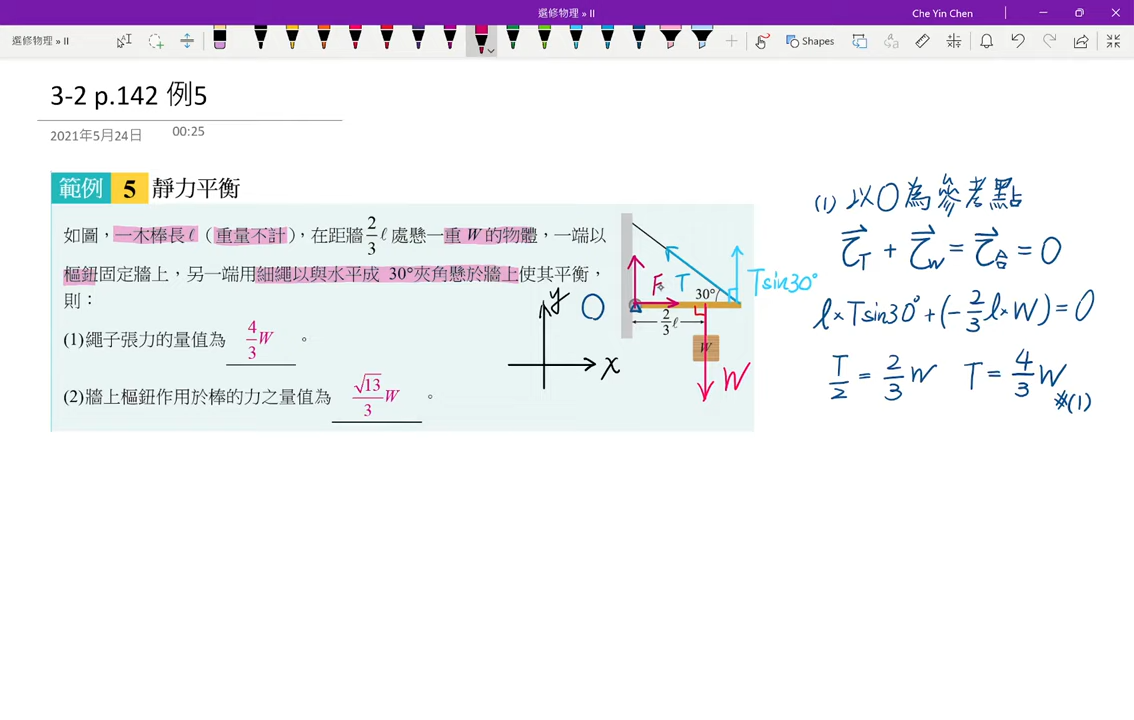 選修物理 » II
Che Yin Chen
選修物理 » II
Shapes
3-2 p.142 例5
2021年5月24日 00:25
範例 5 靜力平衡
如圖，一木棒長ℓ（重量不計），在距牆 2/3 ℓ 處懸一重 W 的物體，一端以
樞鈕固定牆上，另一端用細繩以與水平成 30°夾角懸於牆上使其平衡，
則：
(1)繩子張力的量值為 4/3 W 。
(2)牆上樞鈕作用於棒的力之量值為 √13/3 W 。
y
x
O
F
T
30°
Tsin30°
2/3 ℓ
W
W
(1) 以O為參考點
τ⃗T + τ⃗W = τ⃗合 = 0
ℓ×Tsin30°+(-2/3 ℓ×W)=0
T/2 = 2/3 W T = 4/3 W
※(1)